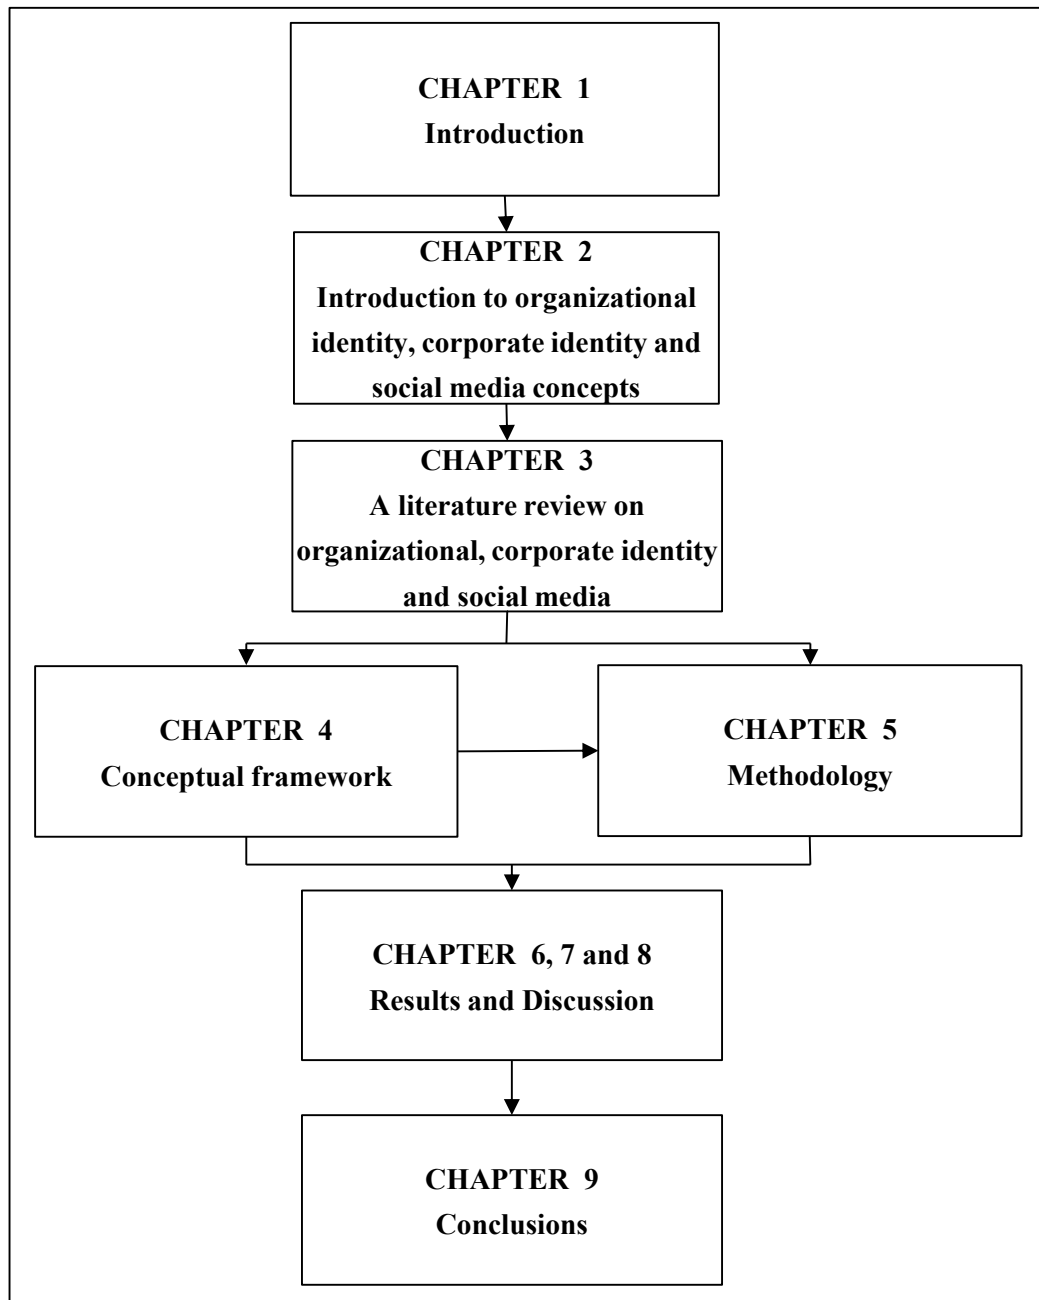 CHAPTER 1
Introduction
CHAPTER 2
Introduction to organizational
identity, corporate identity and
social media concepts
CHAPTER 3
A literature review on
organizational, corporate identity
and social media
CHAPTER 4
Conceptual framework
CHAPTER 5
Methodology
CHAPTER 6, 7 and 8
Results and Discussion
CHAPTER 9
Conclusions